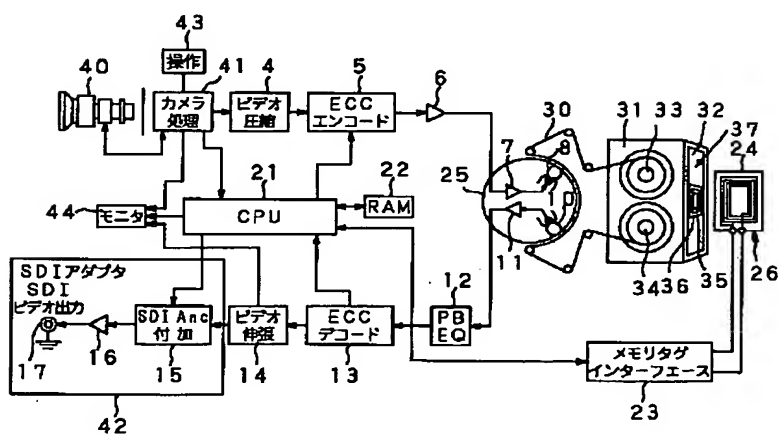 43
操作
40
41
カメラ
処理
4
ビデオ
圧縮
5
ECC
エンコード
6
30
31
33
32
37
24
7
8
21
CPU
22
RAM
25
10
11
44
モニタ
34
36
35
26
SDIアダプタ
SDI
ビデオ出力
17
16
SDI Anc
付加
15
ビデオ
伸張
14
ECC
デコード
13
12
PB
EQ
メモリタグ
インターフェース
23
42